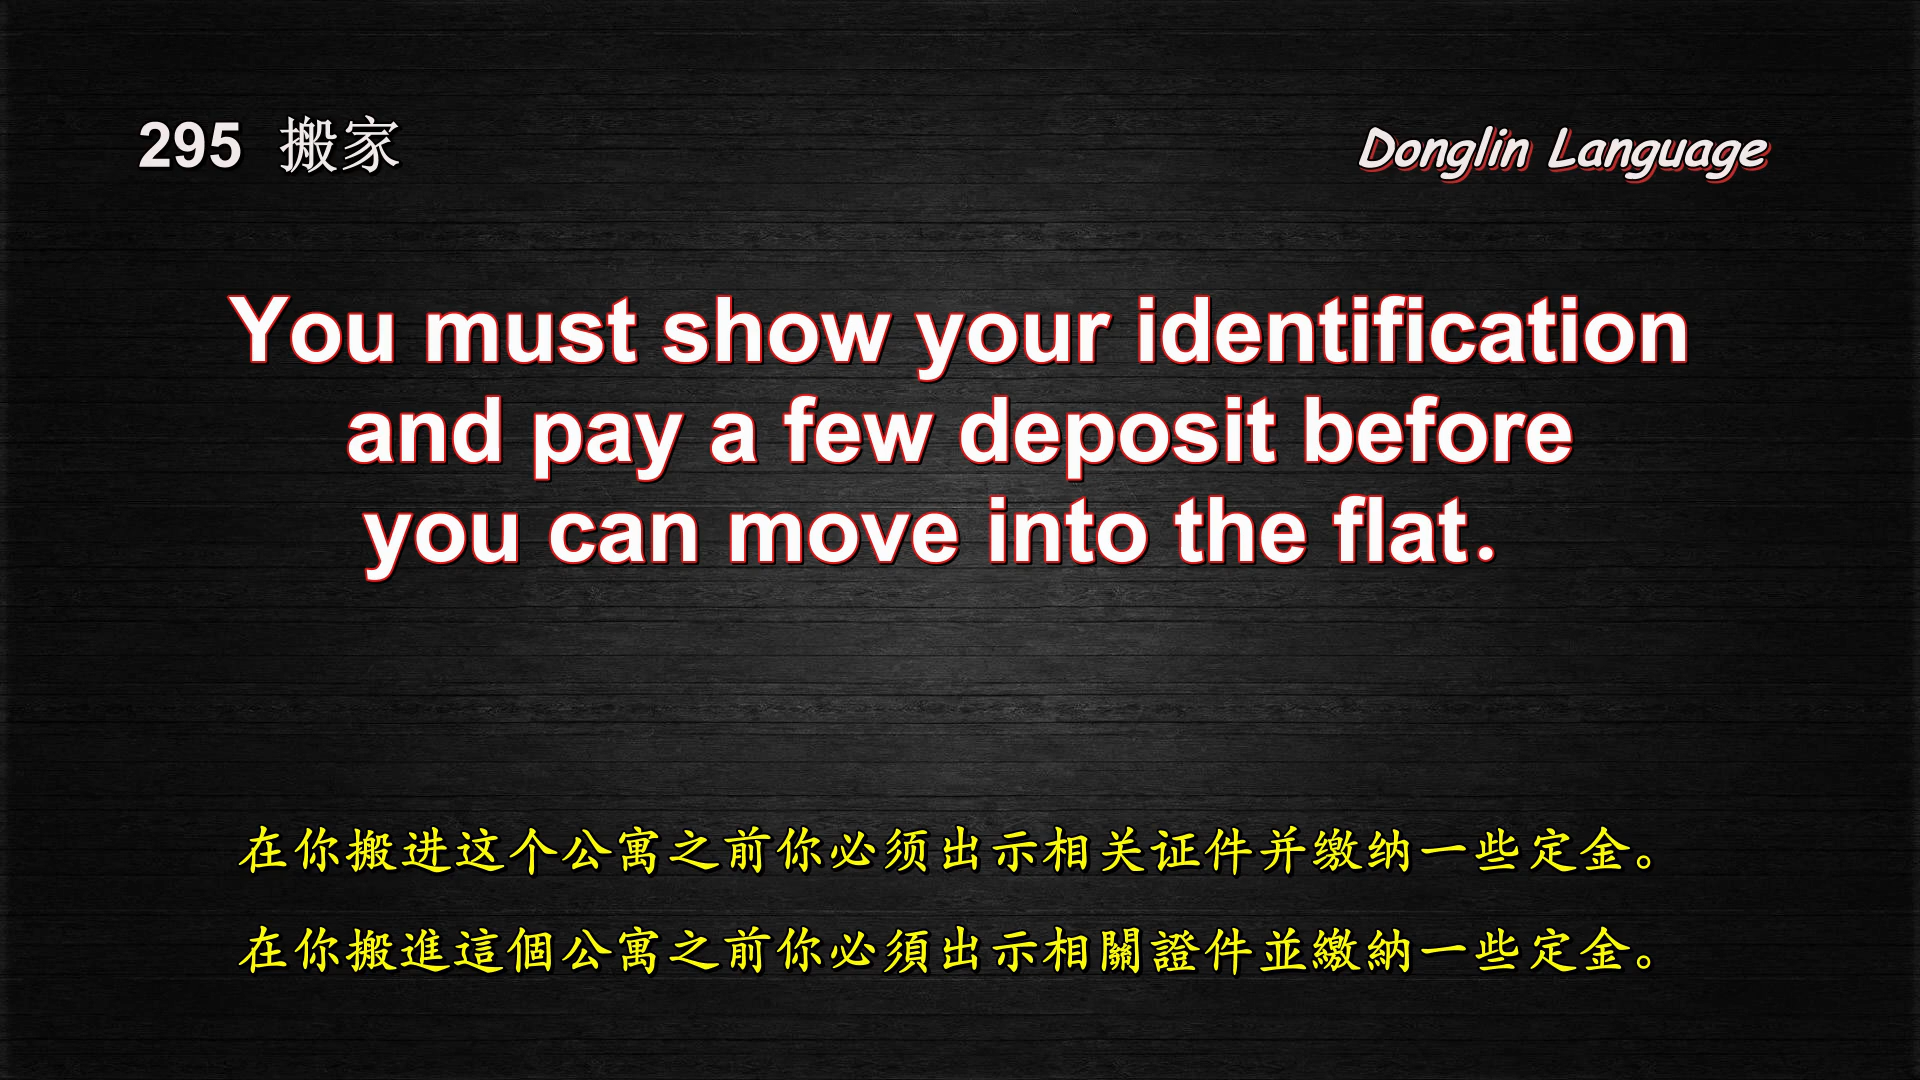 295 搬家
Donglin Language
You must show your identification
and pay a few deposit before
you can move into the flat.
在你搬进这个公寓之前你必须出示相关证件并缴纳一些定金。
在你搬進這個公寓之前你必須出示相關證件並繳納一些定金。